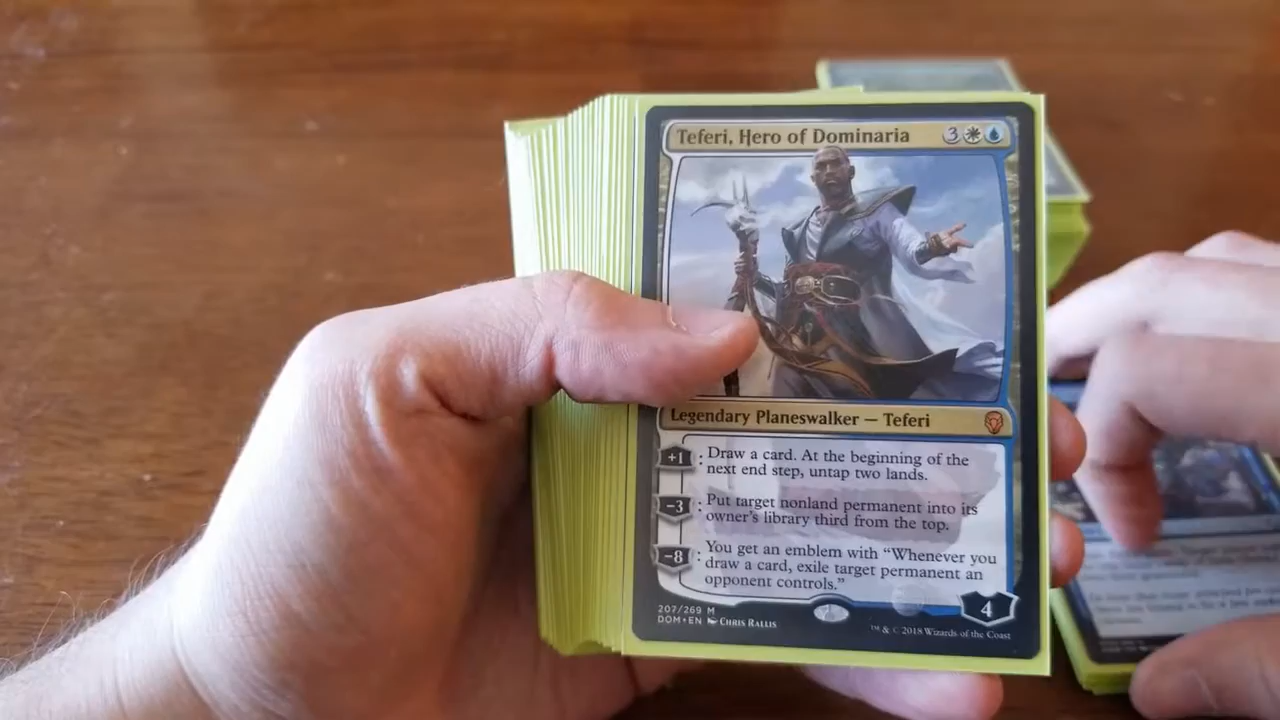 Teferi, Hero of Dominaria 3
Legendary Planeswalker — Teferi
+1 : Draw a card. At the beginning of the
next end step, untap two lands.
−3 : Put target nonland permanent into its
owner's library third from the top.
−8 : You get an emblem with “Whenever you
draw a card, exile target permanent an
opponent controls.”
4
207/269 M
DOM • EN Chris Rallis
™ & © 2018 Wizards of the Coast